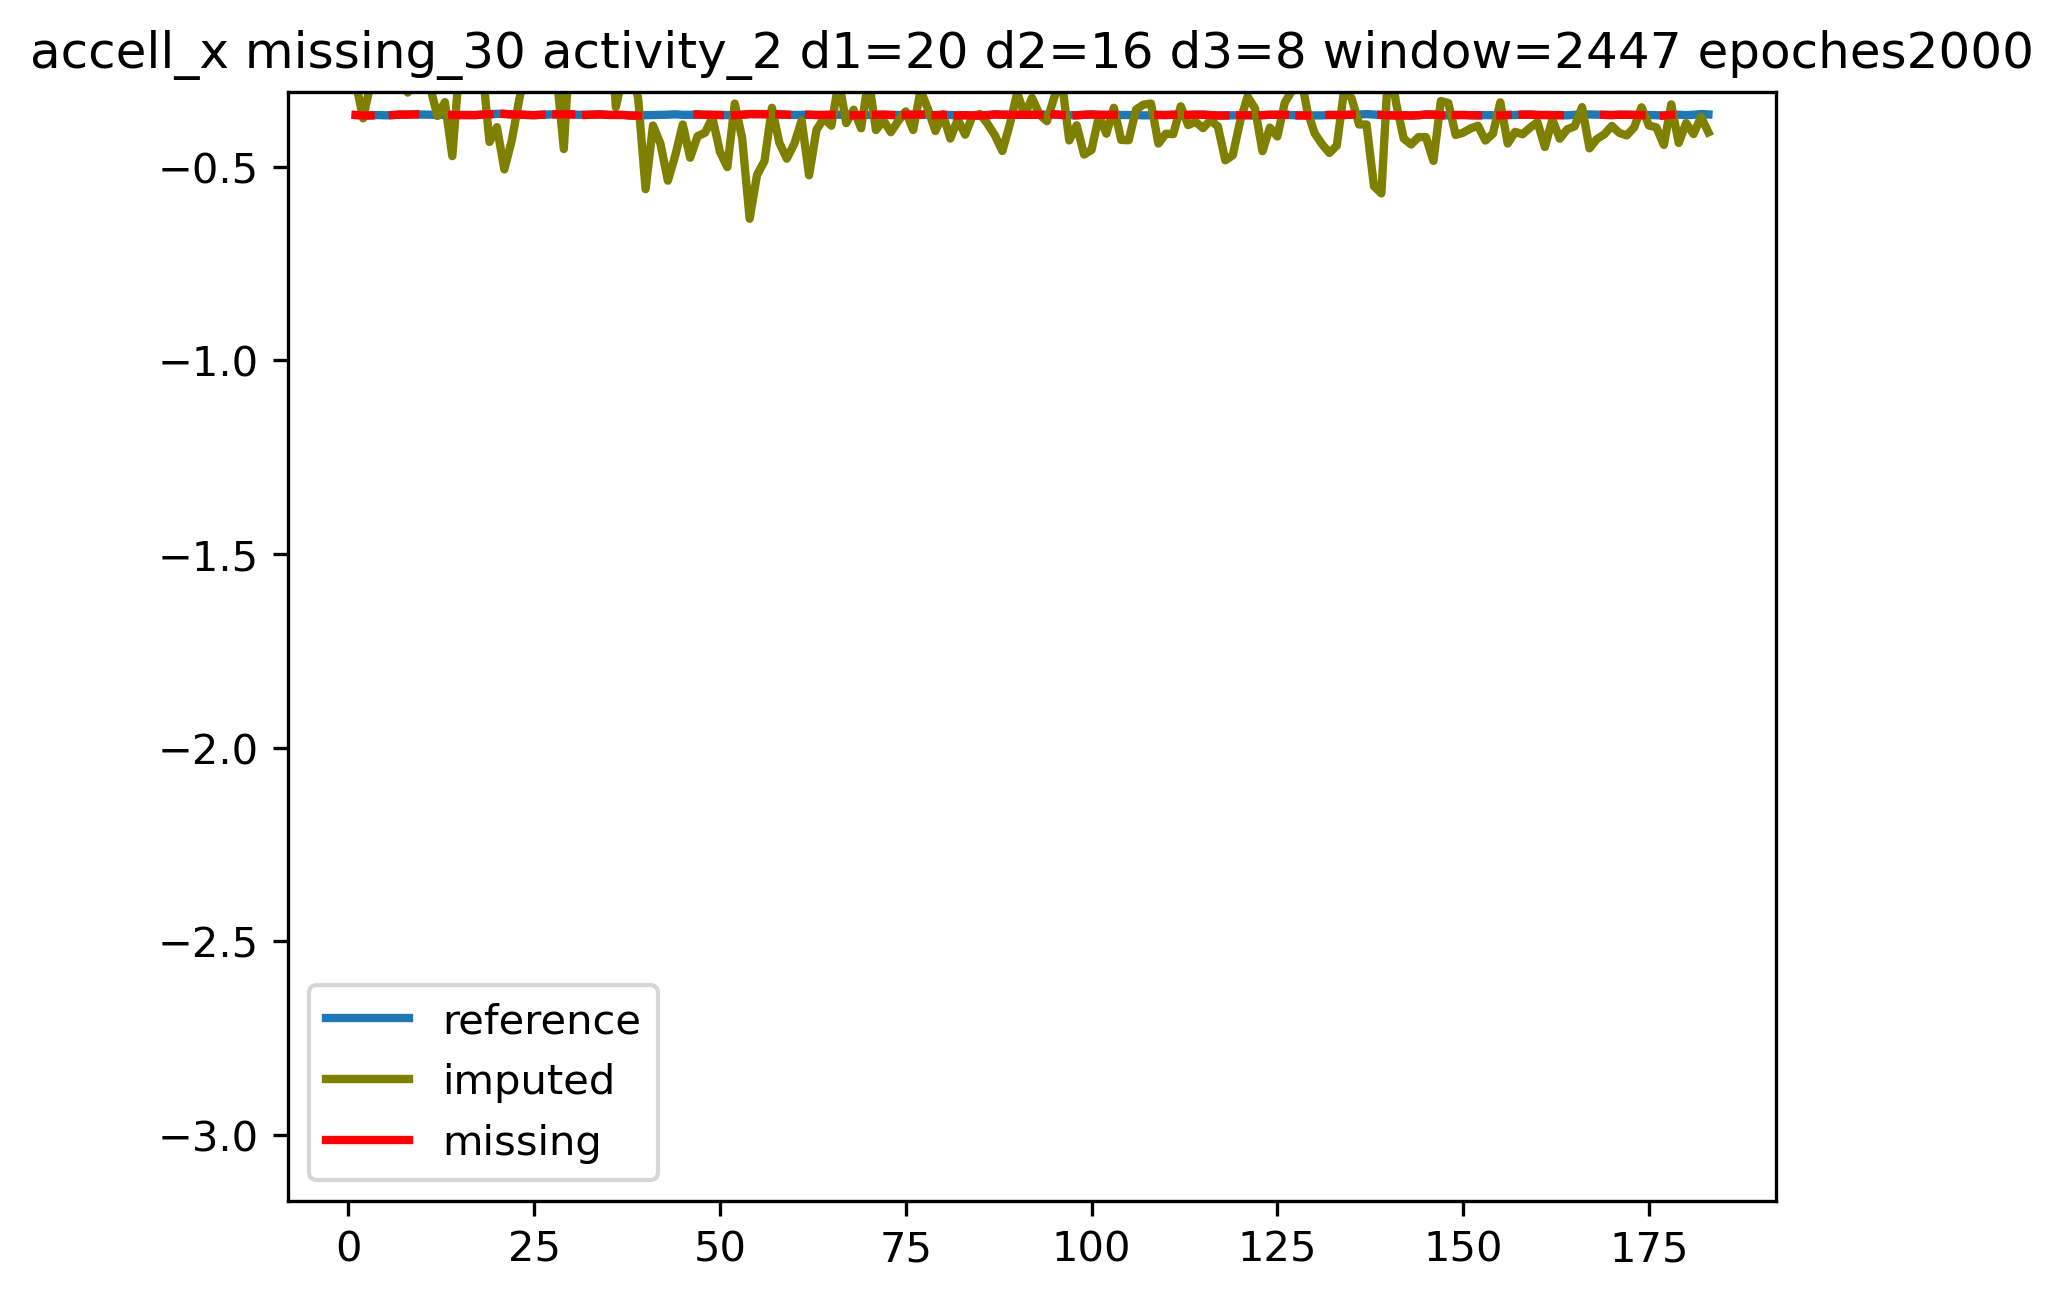 accell_x missing_30 activity_2 d1=20 d2=16 d3=8 window=2447 epoches2000
−0.5
−1.0
−1.5
−2.0
−2.5
−3.0
reference
imputed
missing
0 25 50 75 100 125 150 175